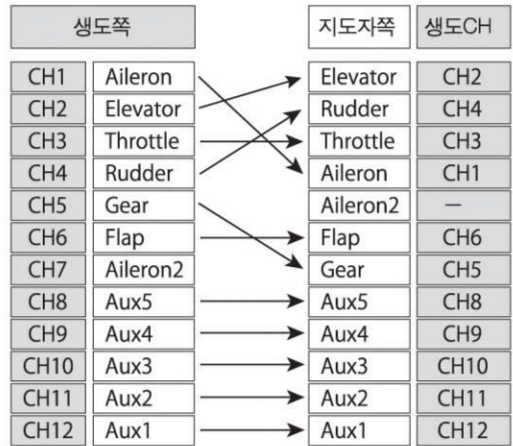 생도쪽 지도자쪽 생도CH
CH1 Aileron Elevator CH2
CH2 Elevator Rudder CH4
CH3 Throttle Throttle CH3
CH4 Rudder Aileron CH1
CH5 Gear Aileron2 —
CH6 Flap Flap CH6
CH7 Aileron2 Gear CH5
CH8 Aux5 Aux5 CH8
CH9 Aux4 Aux4 CH9
CH10 Aux3 Aux3 CH10
CH11 Aux2 Aux2 CH11
CH12 Aux1 Aux1 CH12